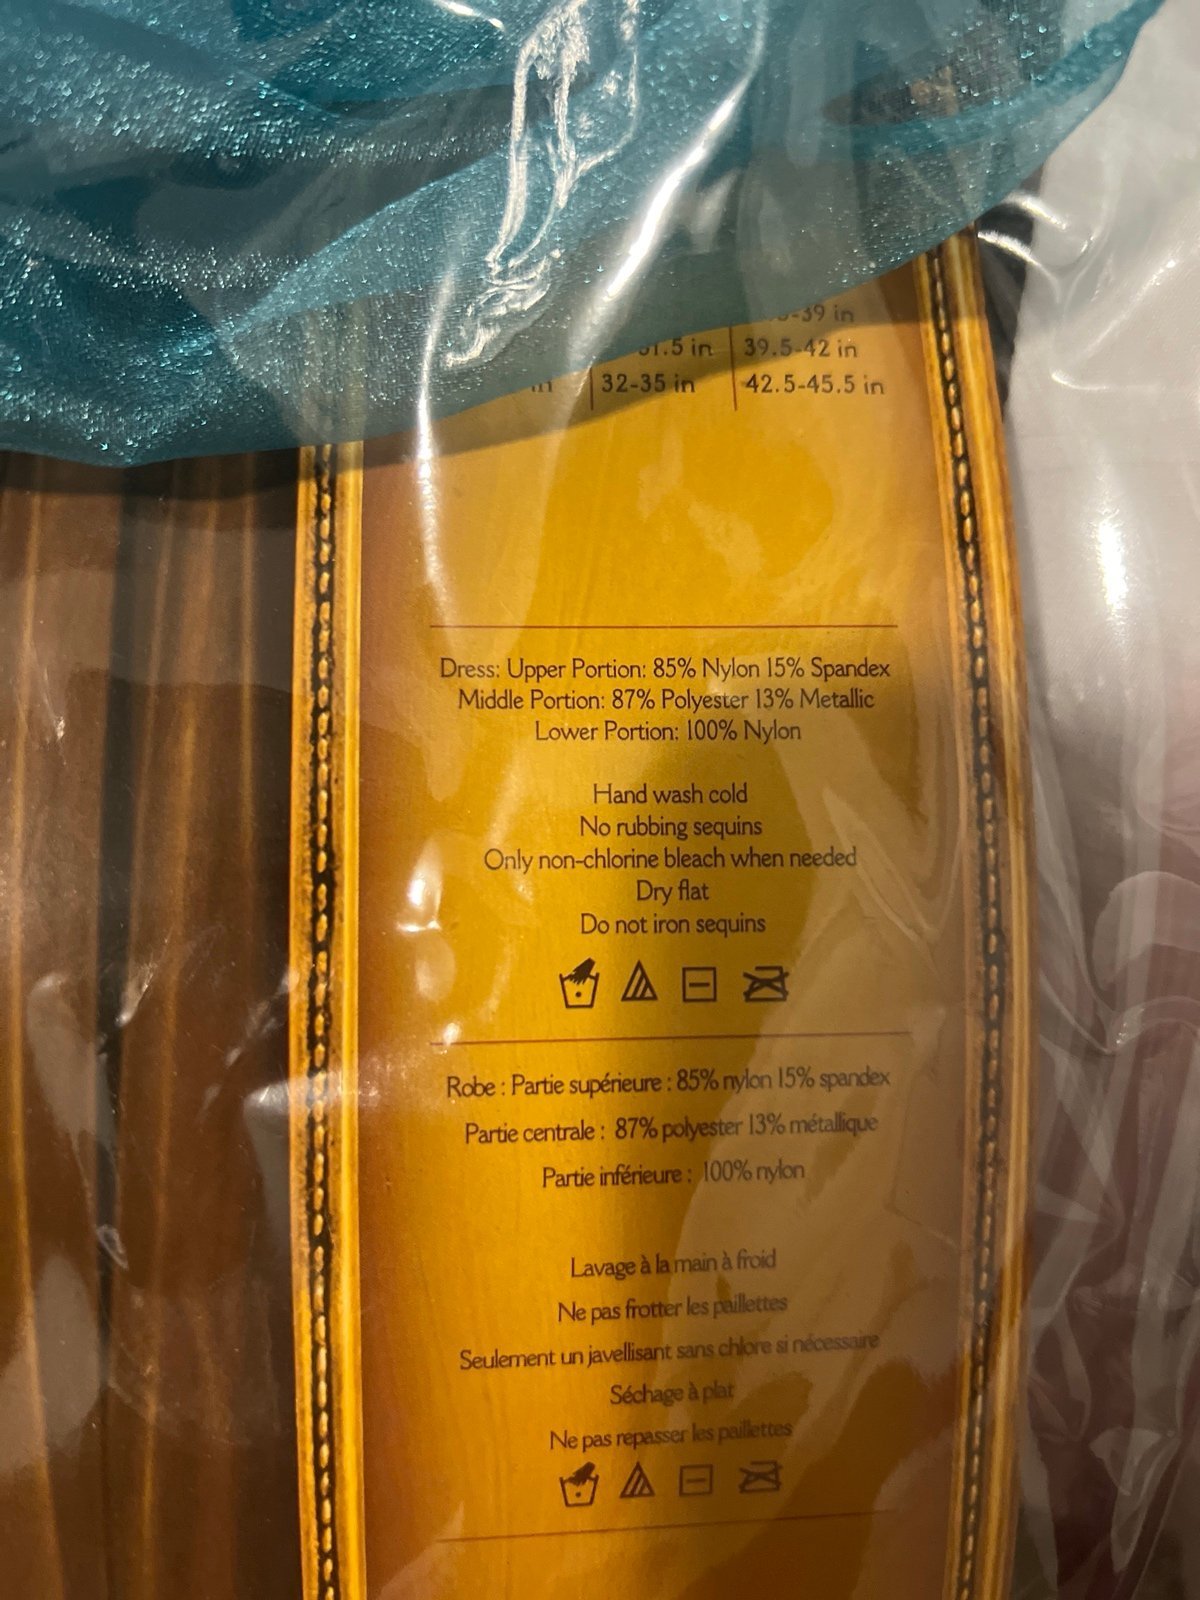 39 in
39.5-42 in
32-35 in 42.5-45.5 in
Dress: Upper Portion: 85% Nylon 15% Spandex
Middle Portion: 87% Polyester 13% Metallic
Lower Portion: 100% Nylon
Hand wash cold
No rubbing sequins
Only non-chlorine bleach when needed
Dry flat
Do not iron sequins
Robe : Partie supérieure : 85% nylon 15% spandex
Partie centrale : 87% polyester 13% métallique
Partie inférieure : 100% nylon
Lavage à la main à froid
Ne pas frotter les paillettes
Seulement un javellisant sans chlore si nécessaire
Séchage à plat
Ne pas repasser les paillettes